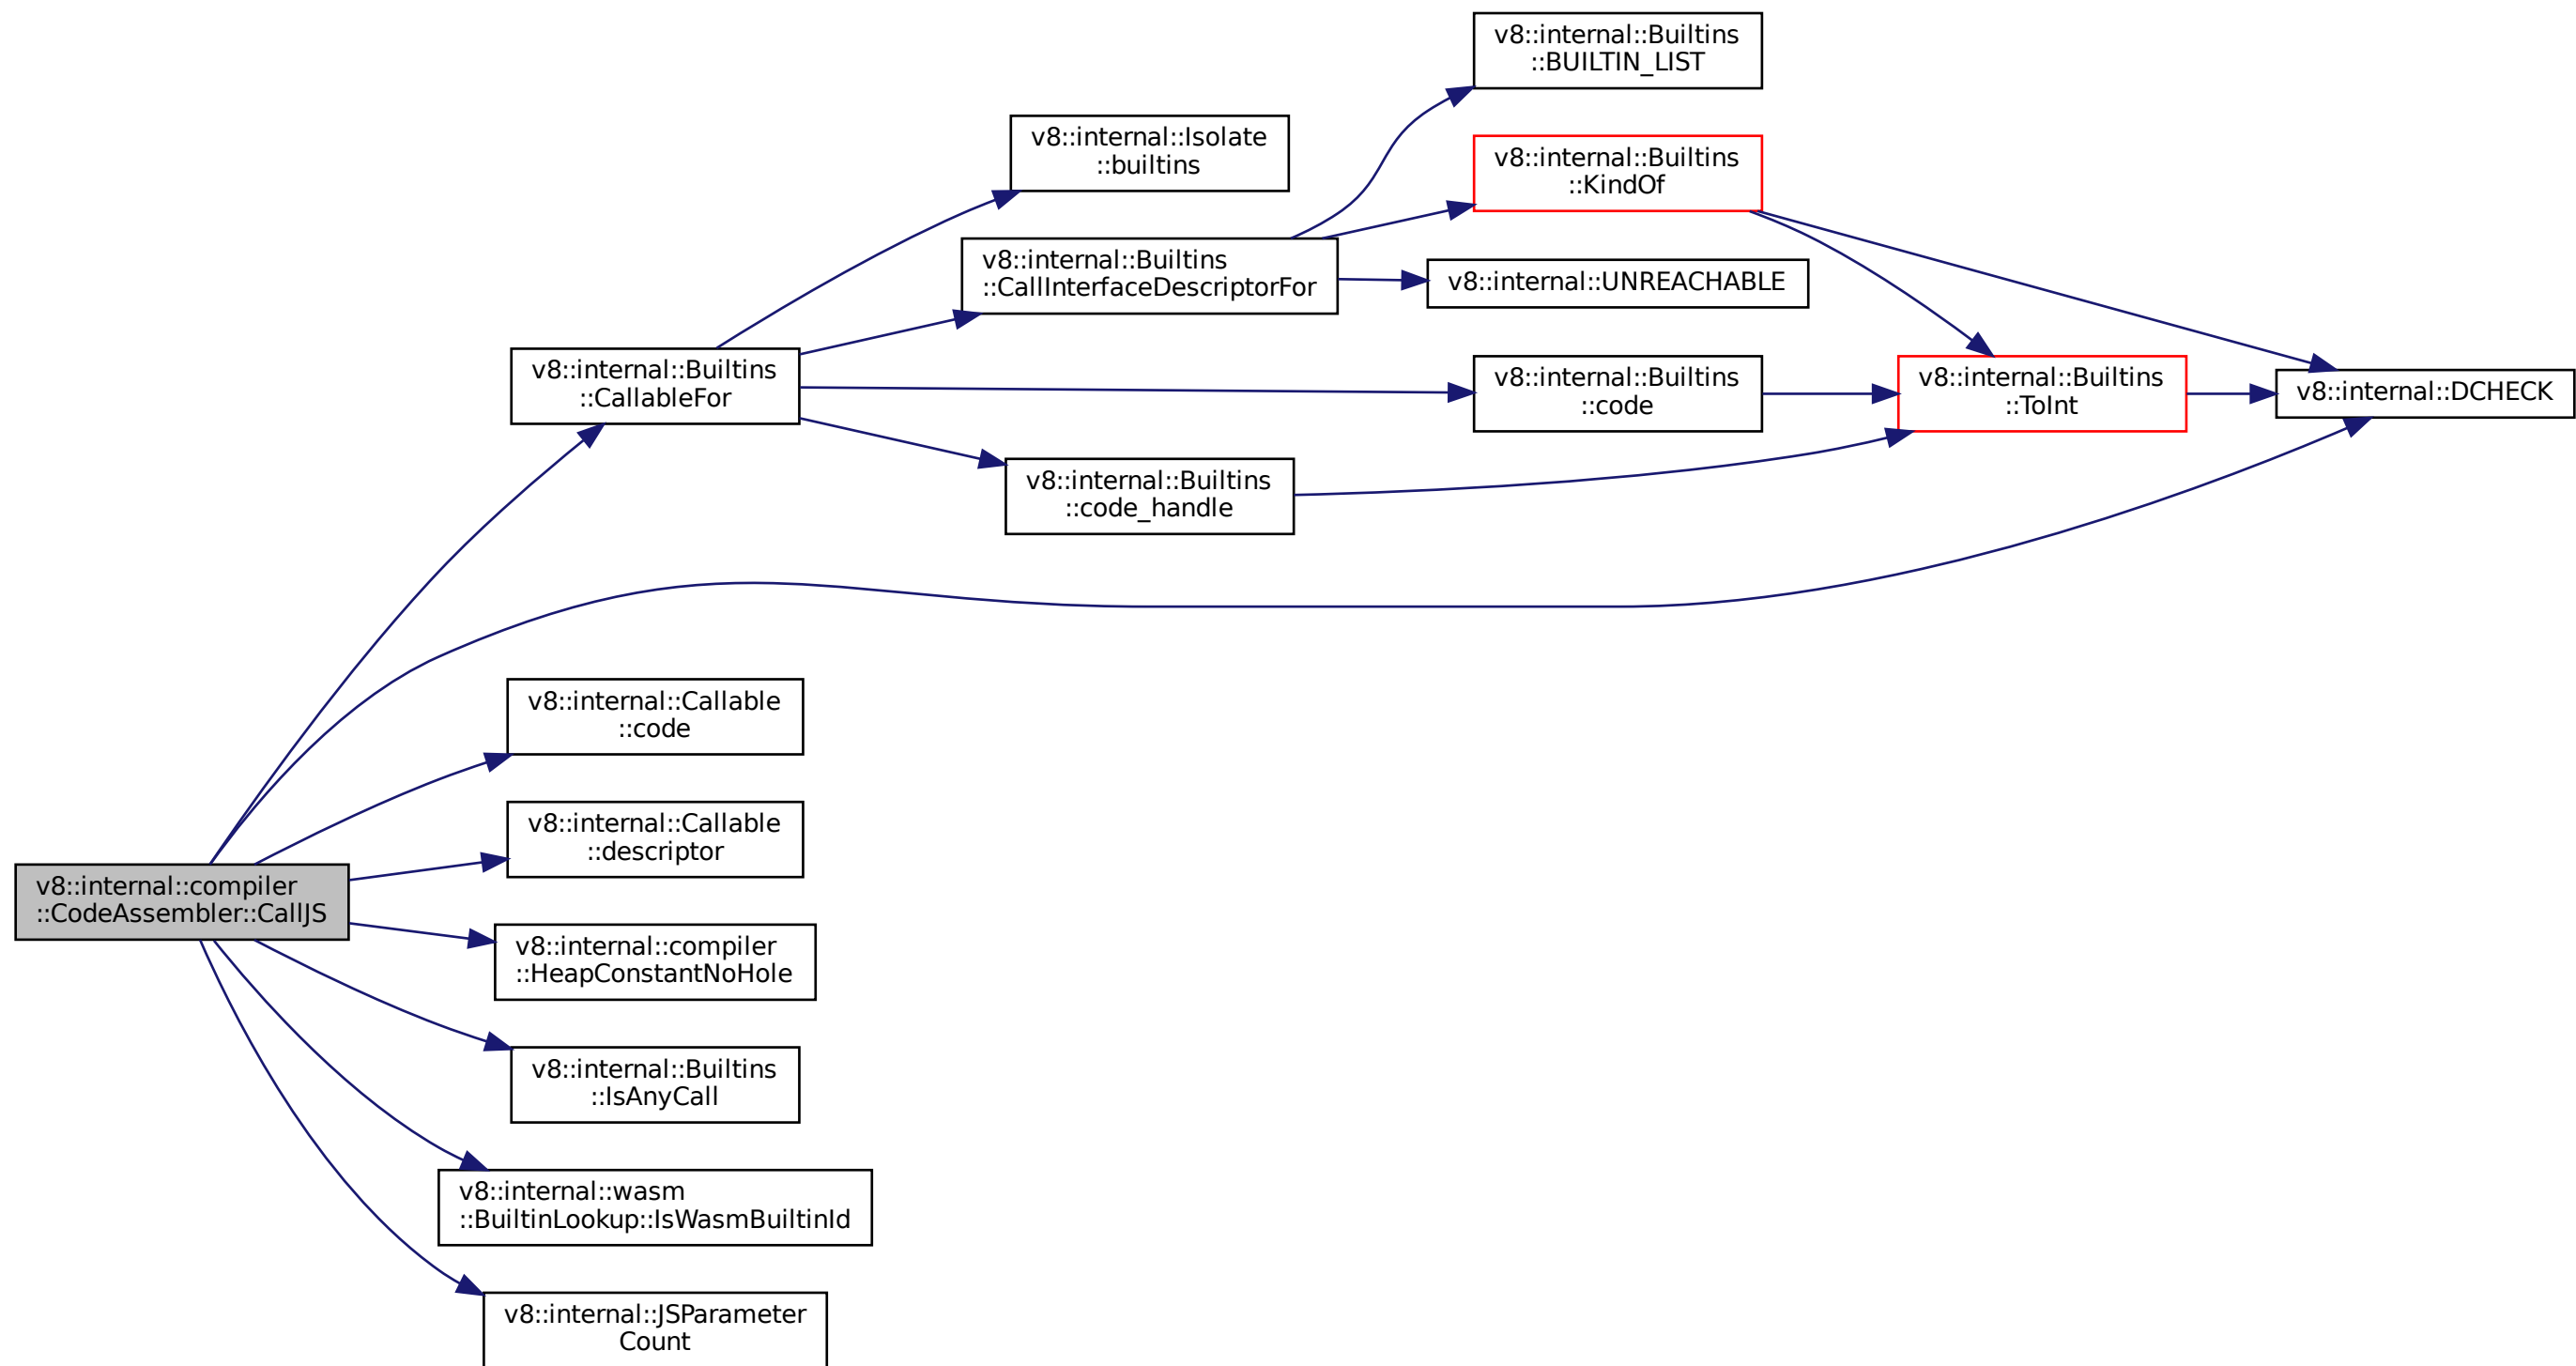 v8::internal::Builtins
::BUILTIN_LIST
v8::internal::Isolate
::builtins
v8::internal::Builtins
::KindOf
v8::internal::Builtins
::CallInterfaceDescriptorFor
v8::internal::UNREACHABLE
v8::internal::Builtins
::CallableFor
v8::internal::Builtins
::code
v8::internal::Builtins
::ToInt
v8::internal::DCHECK
v8::internal::Builtins
::code_handle
v8::internal::Callable
::code
v8::internal::Callable
::descriptor
v8::internal::compiler
::CodeAssembler::CallJS
v8::internal::compiler
::HeapConstantNoHole
v8::internal::Builtins
::IsAnyCall
v8::internal::wasm
::BuiltinLookup::IsWasmBuiltinId
v8::internal::JSParameter
Count